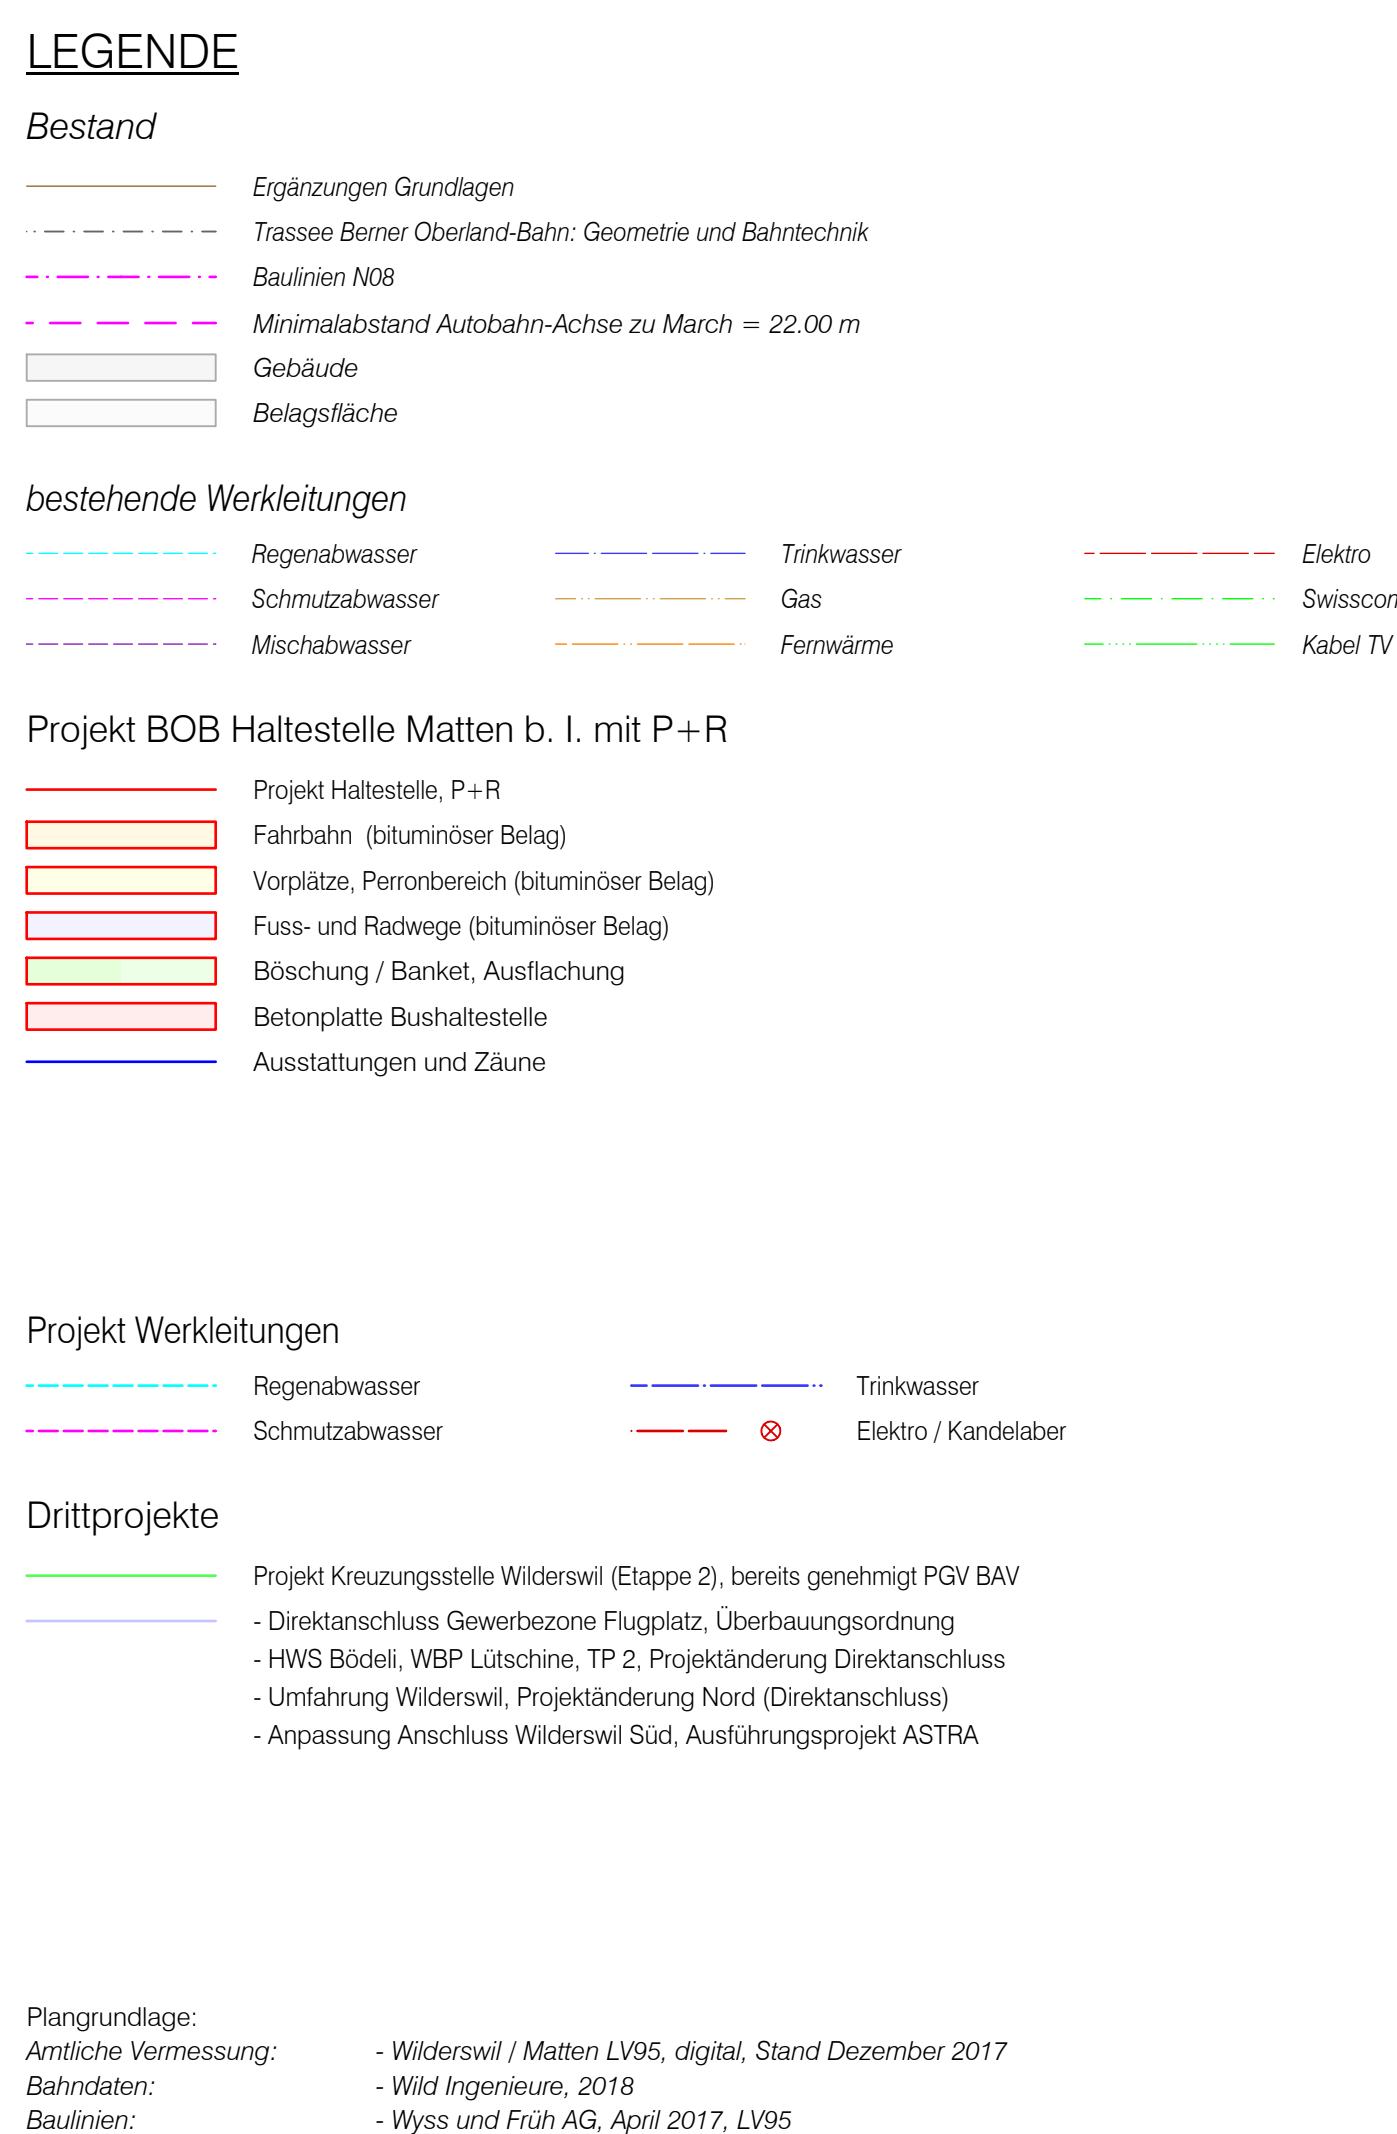 LEGENDE
Bestand
Ergänzungen Grundlagen
Trassee Berner Oberland-Bahn: Geometrie und Bahntechnik
Baulinien N08
Minimalabstand Autobahn-Achse zu March = 22.00 m
Gebäude
Belagsfläche
bestehende Werkleitungen
Regenabwasser Trinkwasser Elektro
Schmutzabwasser Gas
Mischabwasser Fernwärme Kabel TV
Projekt BOB Haltestelle Matten b. I. mit P+R
Projekt Haltestelle, P+R
Fahrbahn (bituminöser Belag)
Vorplätze, Perronbereich (bituminöser Belag)
Fuss- und Radwege (bituminöser Belag)
Böschung / Banket, Ausflachung
Betonplatte Bushaltestelle
Ausstattungen und Zäune
Projekt Werkleitungen
Regenabwasser Trinkwasser
Schmutzabwasser Elektro / Kandelaber
Drittprojekte
Projekt Kreuzungsstelle Wilderswil (Etappe 2), bereits genehmigt PGV BAV
- Direktanschluss Gewerbezone Flugplatz, Überbauungsordnung
- HWS Bödeli, WBP Lütschine, TP 2, Projektänderung Direktanschluss
- Umfahrung Wilderswil, Projektänderung Nord (Direktanschluss)
- Anpassung Anschluss Wilderswil Süd, Ausführungsprojekt ASTRA
Plangrundlage:
Amtliche Vermessung: - Wilderswil / Matten LV95, digital, Stand Dezember 2017
Bahndaten: - Wild Ingenieure, 2018
Baulinien: - Wyss und Früh AG, April 2017, LV95